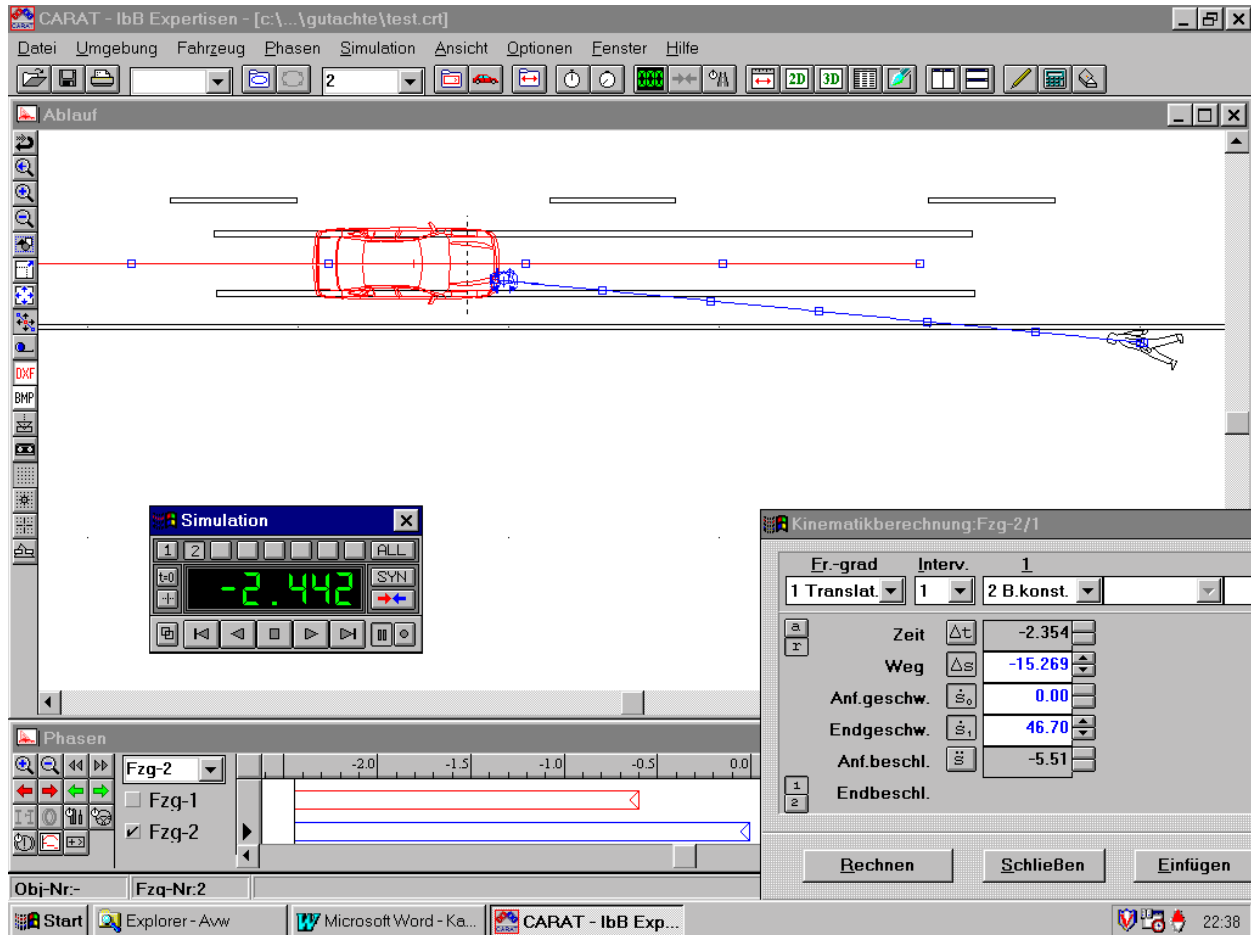 CARAT - IbB Expertisen - [c:\...\gutachte\test.crt]
Datei Umgebung Fahrzeug Phasen Simulation Ansicht Optionen Fenster Hilfe
2 000 2D 3D
Ablauf
DXF
BMP
Simulation
1 2 ALL
t=0 -2.442 SYN
Kinematikberechnung:Fzg-2/1
Fr.-grad Interv. 1
1 Translat. 1 2 B.konst.
a
r
Zeit Δt -2.354
Weg Δs -15.269
Anf.geschw. ṡ₀ 0.00
Endgeschw. ṡ₁ 46.70
Anf.beschl. s̈ -5.51
1
2
Endbeschl.
Rechnen Schließen Einfügen
Phasen
Fzg-2 -2.0 -1.5 -1.0 -0.5 0.0
Fzg-1
Fzg-2
Obj-Nr:- Fzg-Nr:2
Start Explorer - Avw Microsoft Word - Ka... CARAT - IbB Exp... 22:38